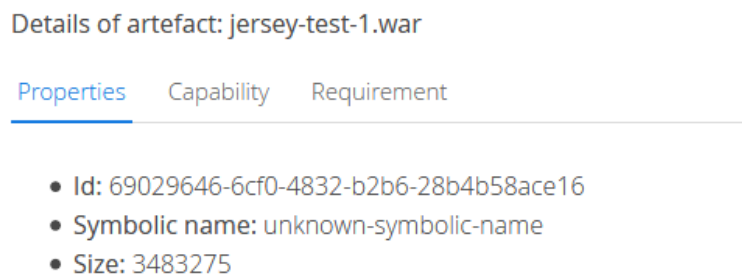 Details of artefact: jersey-test-1.war
Properties Capability Requirement
• Id: 69029646-6cf0-4832-b2b6-28b4b58ace16
• Symbolic name: unknown-symbolic-name
• Size: 3483275